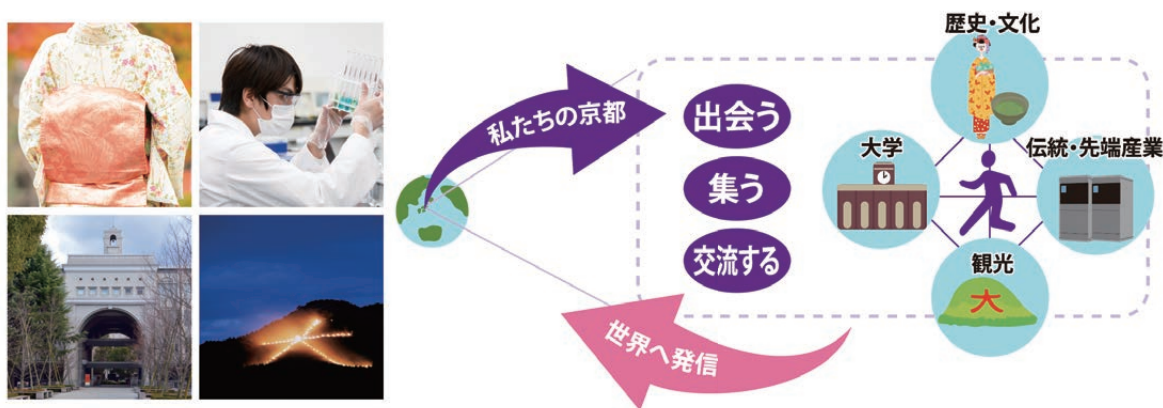 私たちの京都
出会う
集う
交流する
歴史・文化
大学
伝統・先端産業
観光
大
世界へ発信